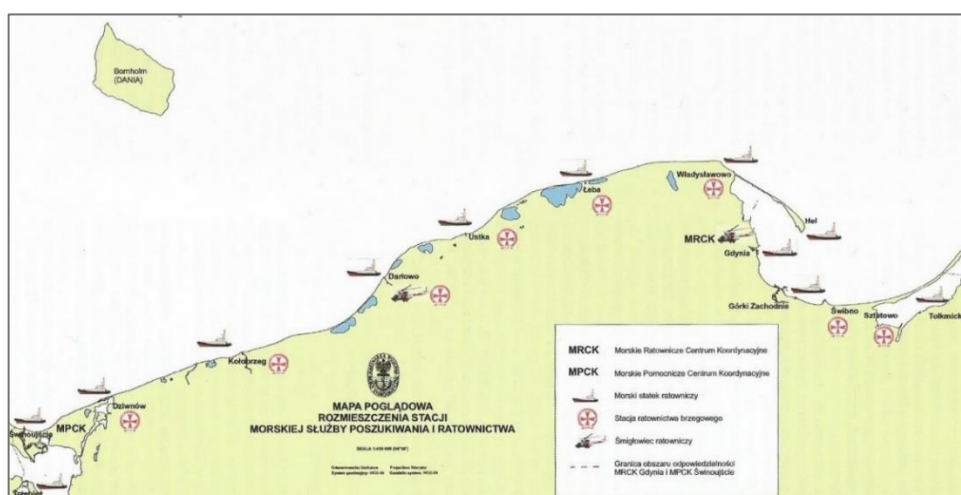 Bornholm
(DANIA)
Władysławowo
Łeba
Hel
Ustka
MRCK
Gdynia
Darłowo
Górki Zachodnie
Świbno
Sztutowo
Tolkmick
Kołobrzeg
Dziwnów
MPCK
Świnoujście
MAPA POGLĄDOWA
ROZMIESZCZENIA STACJI
MORSKIEJ SŁUŻBY POSZUKIWANIA I RATOWNICTWA
MRCK Morskie Ratownicze Centrum Koordynacyjne
MPCK Morskie Pomocnicze Centrum Koordynacyjne
Morski statek ratowniczy
Stacja ratownictwa brzegowego
Śmigłowiec ratowniczy
Granica obszaru odpowiedzialności
MRCK Gdynia i MPCK Świnoujście